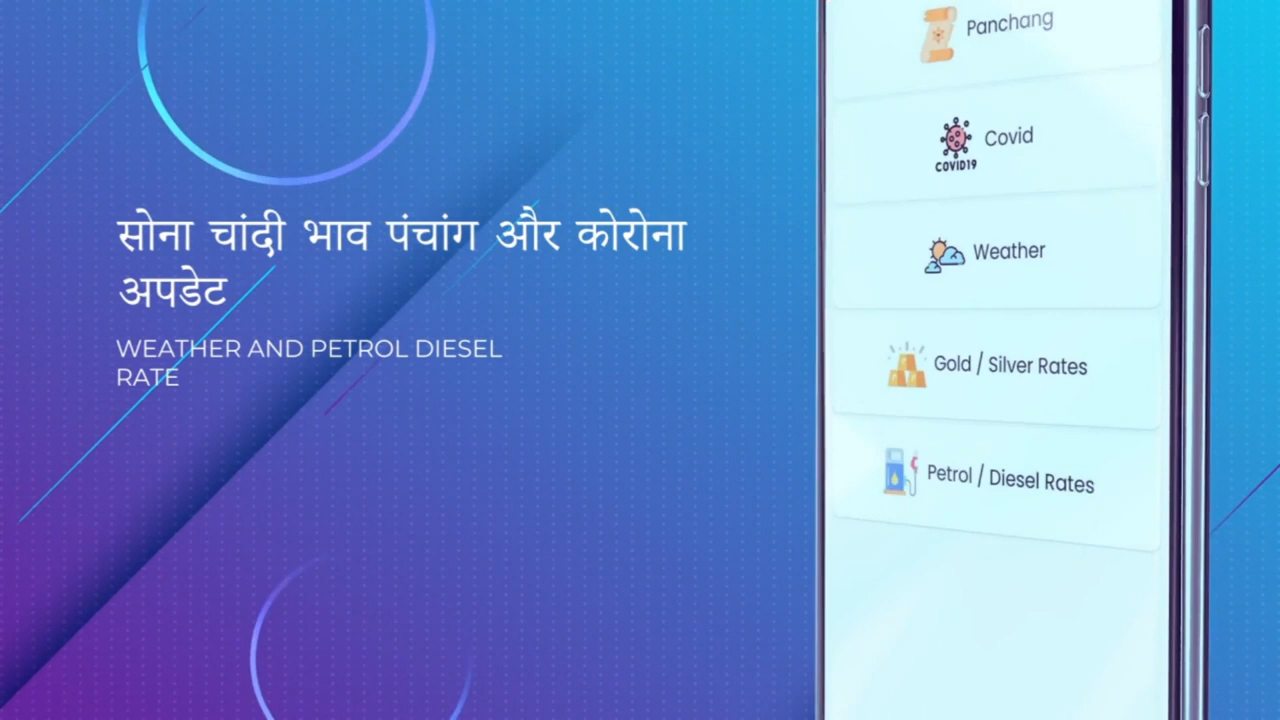 सोना चांदी भाव पंचांग और कोरोना
अपडेट
WEATHER AND PETROL DIESEL
RATE
Panchang
Covid
COVID19
Weather
Gold / Silver Rates
Petrol / Diesel Rates